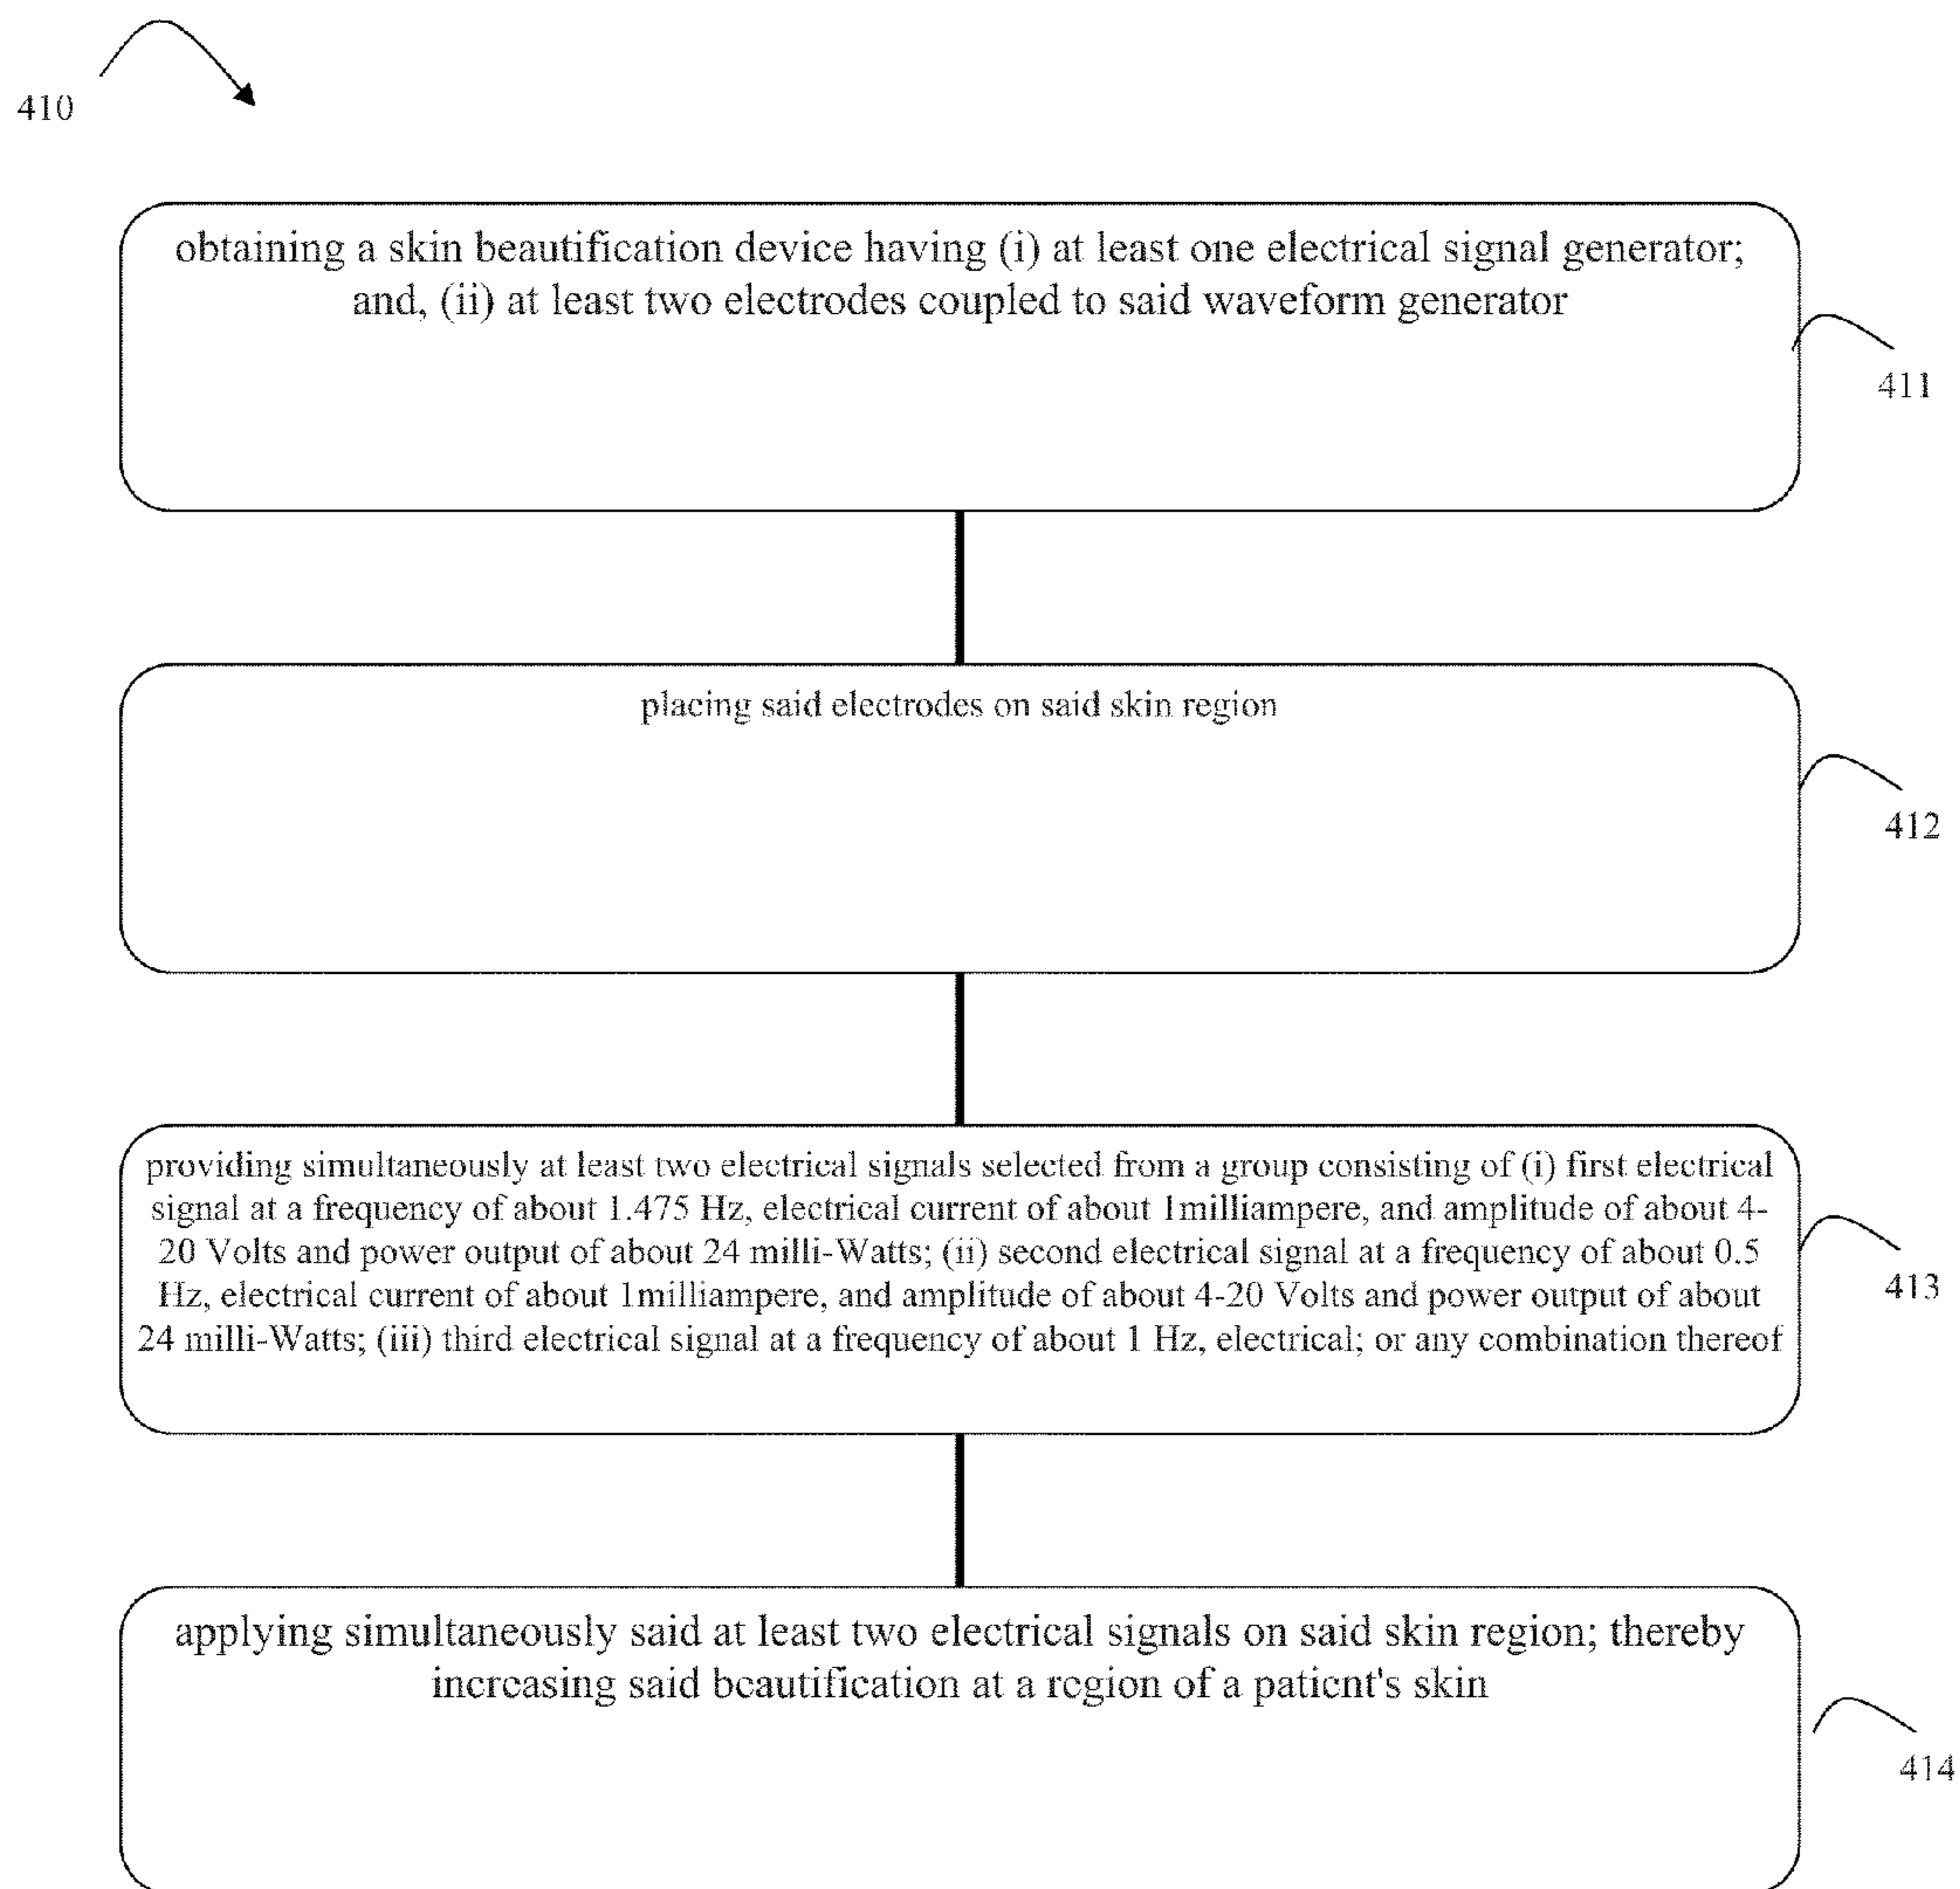 410
obtaining a skin beautification device having (i) at least one electrical signal generator;
and, (ii) at least two electrodes coupled to said waveform generator
411
placing said electrodes on said skin region
412
providing simultaneously at least two electrical signals selected from a group consisting of (i) first electrical
signal at a frequency of about 1.475 Hz, electrical current of about 1milliampere, and amplitude of about 4-
20 Volts and power output of about 24 milli-Watts; (ii) second electrical signal at a frequency of about 0.5
Hz, electrical current of about 1milliampere, and amplitude of about 4-20 Volts and power output of about
24 milli-Watts; (iii) third electrical signal at a frequency of about 1 Hz, electrical; or any combination thereof
413
applying simultaneously said at least two electrical signals on said skin region; thereby
increasing said beautification at a region of a patient's skin
414